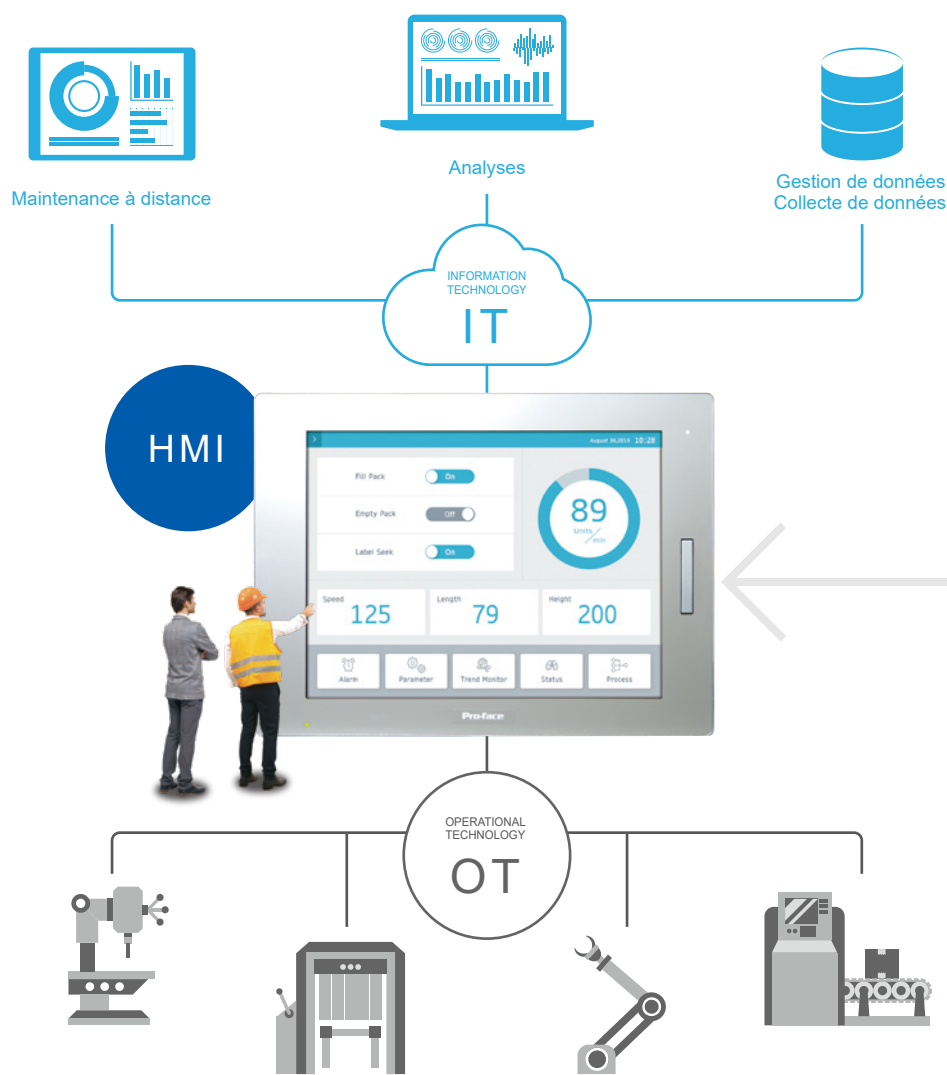 Maintenance à distance
Analyses
Gestion de données
Collecte de données
INFORMATION
TECHNOLOGY
IT
HMI
August 30,2019 10:28
Fill Pack On
Empty Pack Off
Label Seek On
89
Units/min
Speed
125
Length
79
Height
200
Alarm
Parameter
Trend Monitor
Status
Process
Pro-face
OPERATIONAL
TECHNOLOGY
OT